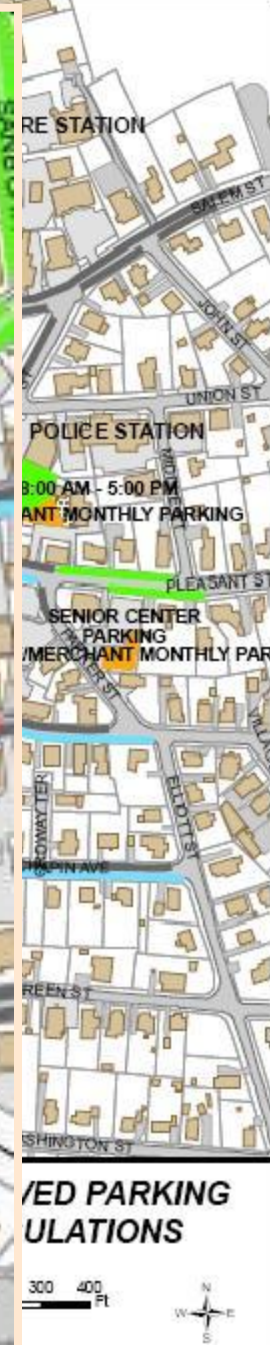 RE STATION
SALEM ST
JOHN ST
UNION ST
POLICE STATION
8:00 AM - 5:00 PM
ANT MONTHLY PARKING
PLEASANT ST
SENIOR CENTER
PARKING
/MERCHANT MONTHLY PAR
ELLIOTT ST
PIN AVE
REEN ST
SHINGTON ST
VED PARKING
ULATIONS
300 400
Ft
N
W E
S